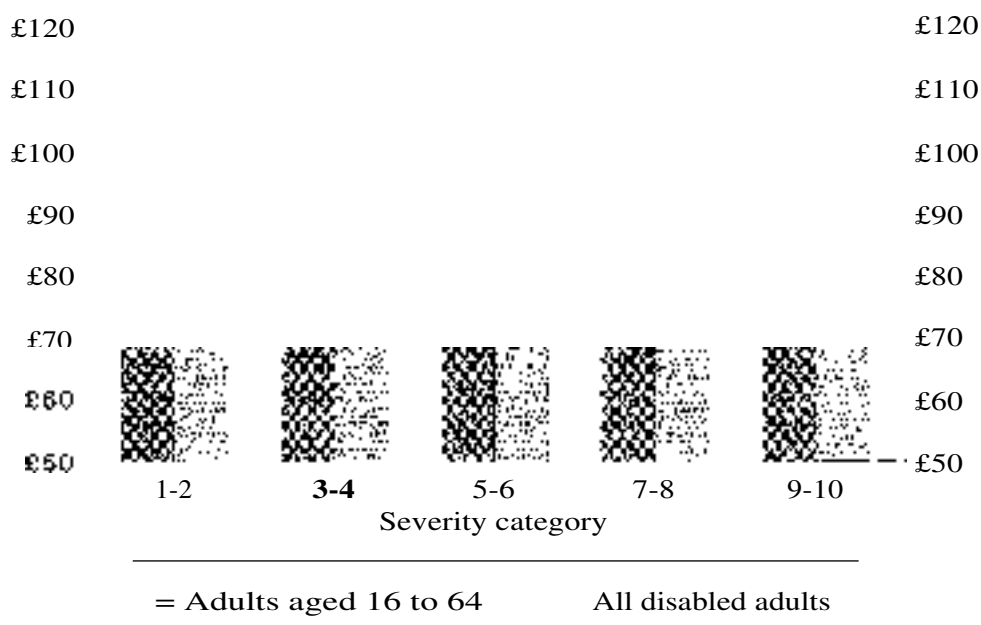 £120 £120
£110 £110
£100 £100
£90 £90
£80 £80
£70 £70
£60 £60
£50 £50
1-2 3-4 5-6 7-8 9-10
Severity category
= Adults aged 16 to 64 All disabled adults